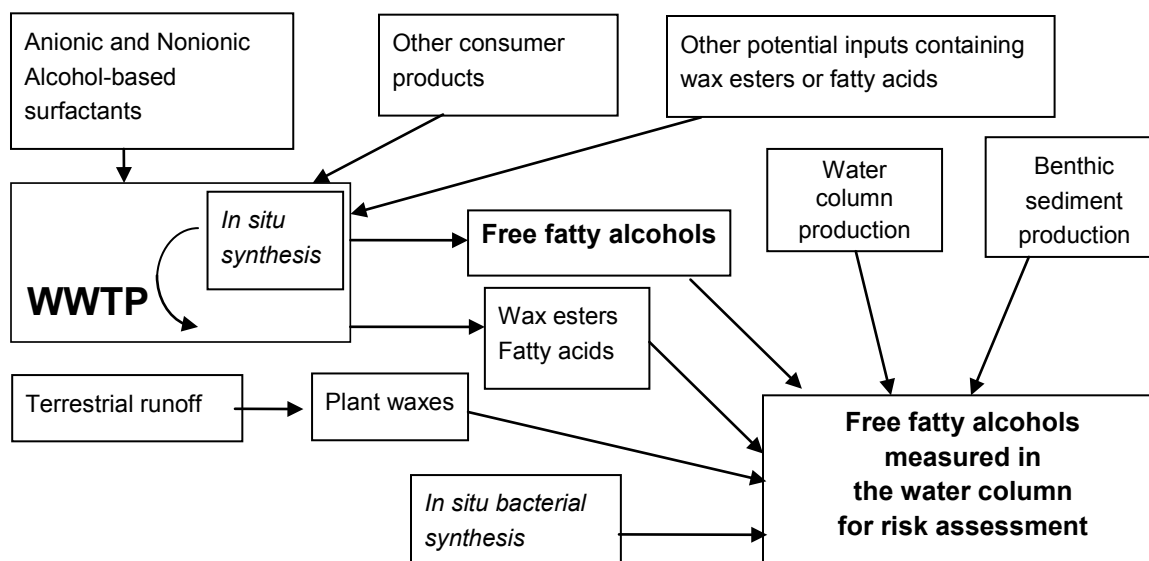 Anionic and Nonionic
Alcohol-based
surfactants
Other consumer
products
Other potential inputs containing
wax esters or fatty acids
Water
column
production
Benthic
sediment
production
In situ
synthesis
WWTP
Free fatty alcohols
Wax esters
Fatty acids
Terrestrial runoff
Plant waxes
In situ bacterial
synthesis
Free fatty alcohols
measured in
the water column
for risk assessment